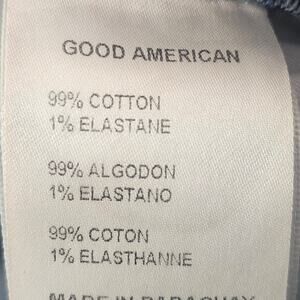 GOOD AMERICAN
99% COTTON
1% ELASTANE
99% ALGODON
1% ELASTANO
99% COTON
1% ELASTHANNE
MADE IN PARAGUAY